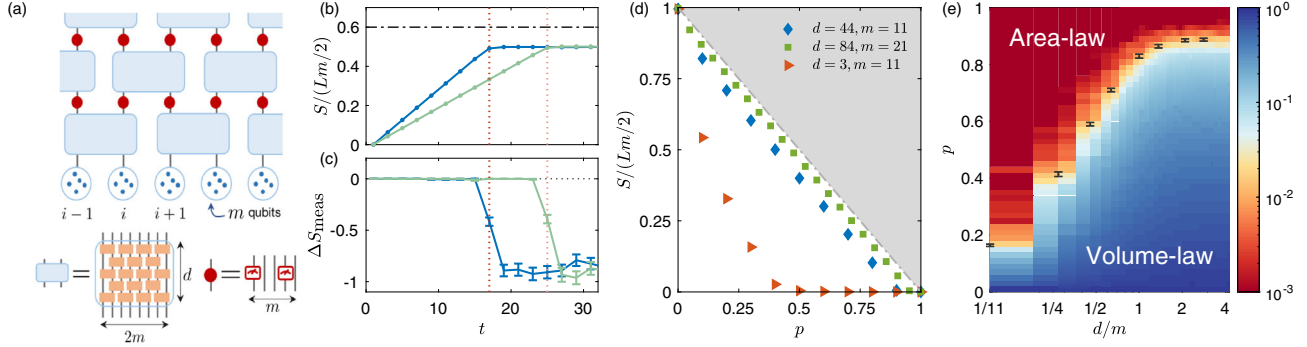 (a)
i − 1
i
i + 1
m qubits
=
d
2m
=
m
(b)
S/(Lm/2)
0.6
0.4
0.2
0
(c)
ΔS_meas
0
-0.5
-1
0
10
20
30
t
(d)
S/(Lm/2)
1
0.75
0.5
0.25
0
0
0.25
0.5
0.75
1
p
d = 44, m = 11
d = 84, m = 21
d = 3, m = 11
(e)
Area-law
Volume-law
p
1
0.8
0.6
0.4
0.2
0
1/11
1/4
1/2
1
2
4
d/m
10^0
10^-1
10^-2
10^-3